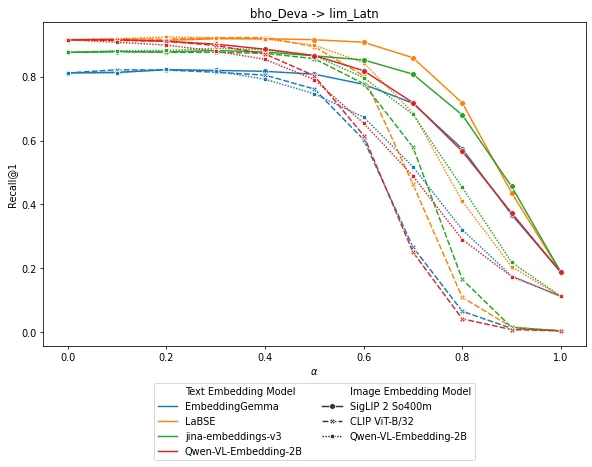 bho_Deva -> lim_Latn
Recall@1
0.8
0.6
0.4
0.2
0.0
0.0 0.2 0.4 0.6 0.8 1.0
α
Text Embedding Model
EmbeddingGemma
LaBSE
jina-embeddings-v3
Qwen-VL-Embedding-2B
Image Embedding Model
SigLIP 2 So400m
CLIP ViT-B/32
Qwen-VL-Embedding-2B